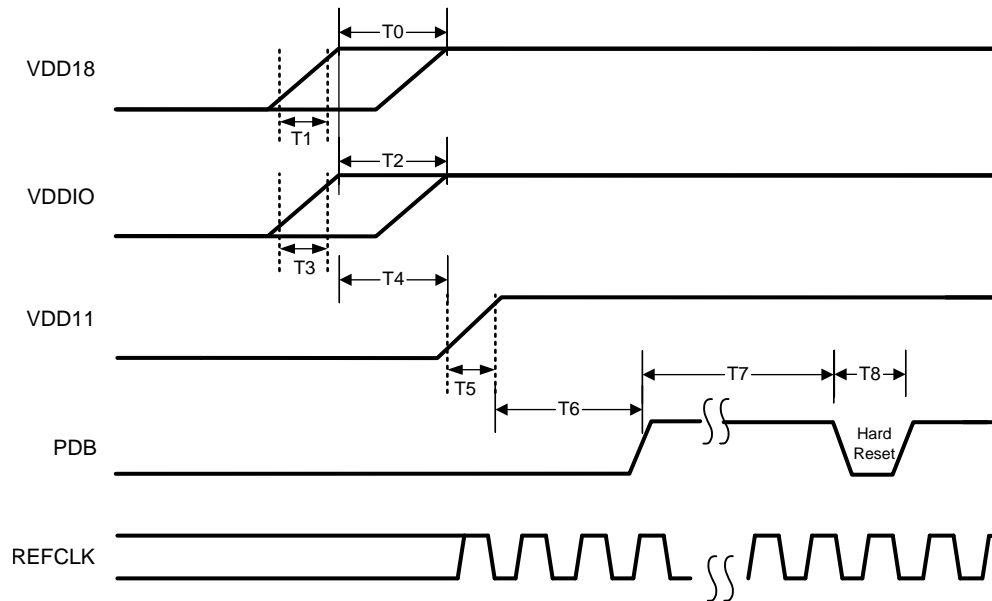 T0
VDD18
T1
T2
VDDIO
T3
T4
VDD11
T5
T7
T8
T6
PDB
Hard
Reset
REFCLK